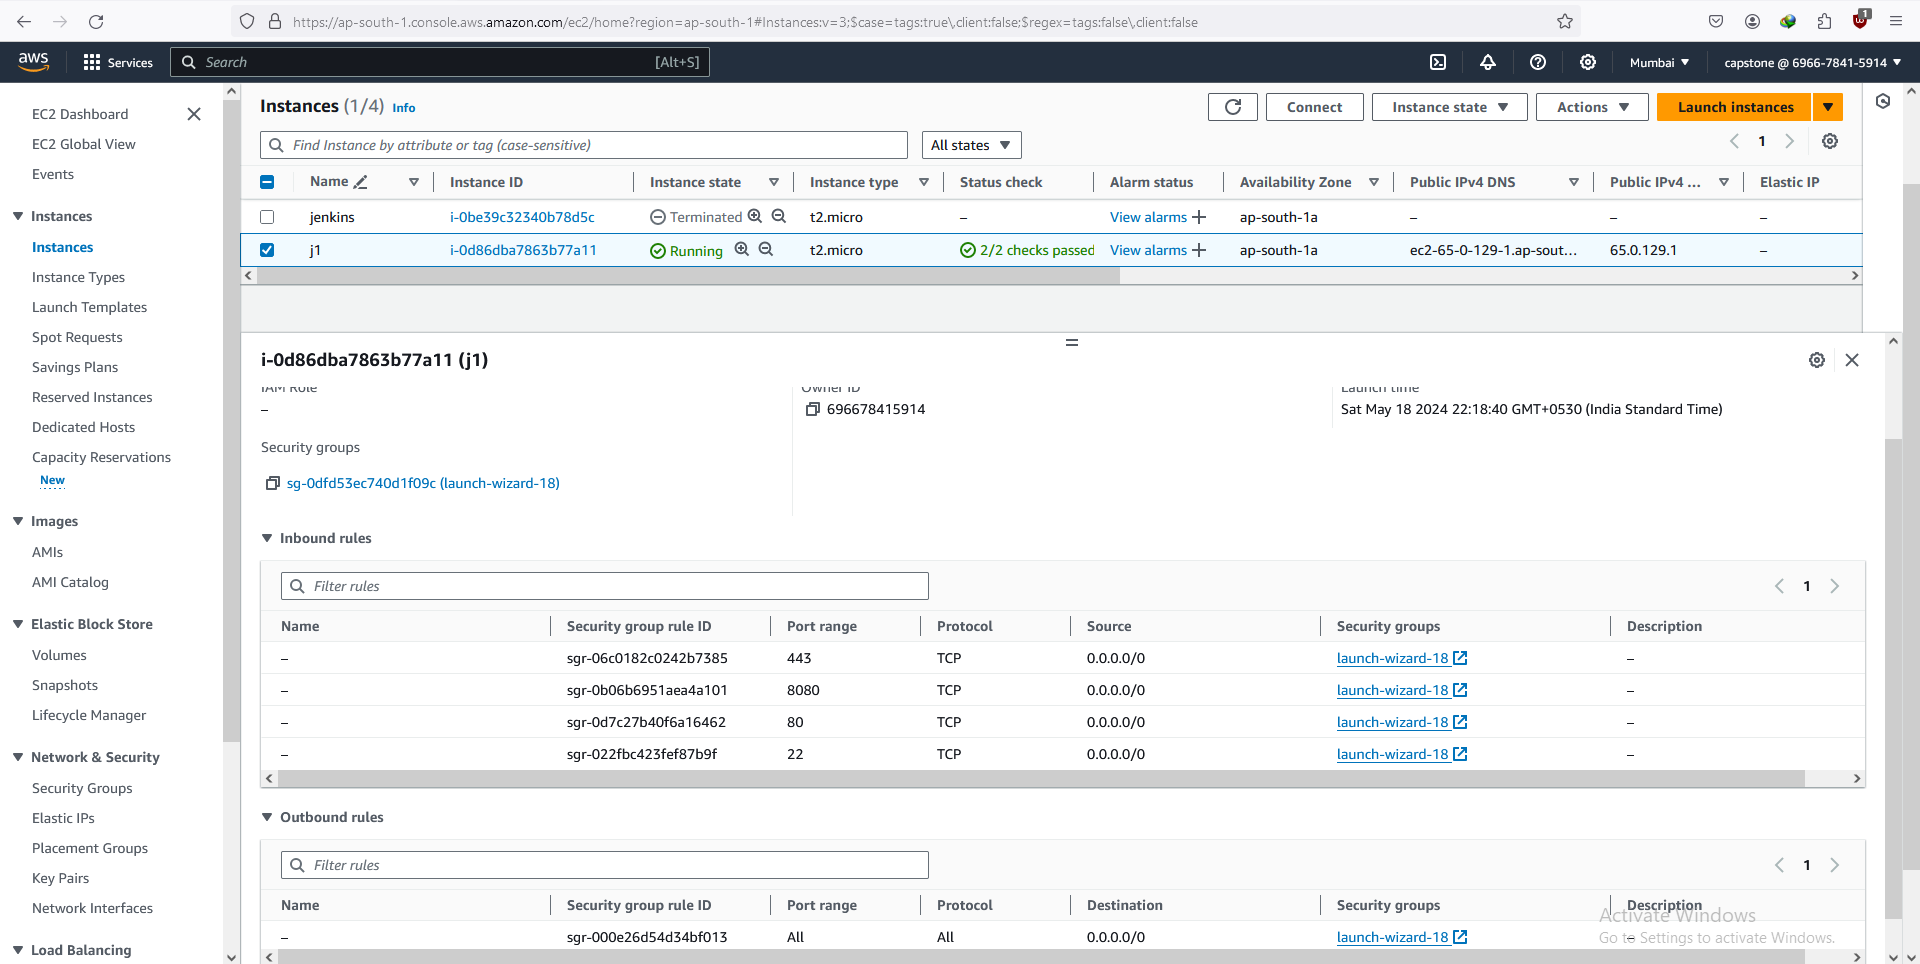 https://ap-south-1.console.aws.amazon.com/ec2/home?region=ap-south-1#Instances:v=3;$case=tags:true\,client:false;$regex=tags:false\,client:false
1
aws
Services
Search
[Alt+S]
Mumbai ▼
capstone @ 6966-7841-5914 ▼
EC2 Dashboard
EC2 Global View
Events
Instances
Instances
Instance Types
Launch Templates
Spot Requests
Savings Plans
Reserved Instances
Dedicated Hosts
Capacity Reservations
New
Images
AMIs
AMI Catalog
Elastic Block Store
Volumes
Snapshots
Lifecycle Manager
Network & Security
Security Groups
Elastic IPs
Placement Groups
Key Pairs
Network Interfaces
Load Balancing
Instances (1/4) Info
Connect
Instance state
Actions
Launch instances
Find Instance by attribute or tag (case-sensitive)
All states
1
Name Instance ID Instance state Instance type Status check Alarm status Availability Zone Public IPv4 DNS Public IPv4 ... Elastic IP
jenkins i-0be39c32340b78d5c Terminated t2.micro – View alarms + ap-south-1a – – –
j1 i-0d86dba7863b77a11 Running t2.micro 2/2 checks passed View alarms + ap-south-1a ec2-65-0-129-1.ap-sout... 65.0.129.1 –
i-0d86dba7863b77a11 (j1)
IAM Role Owner ID Launch time
– 696678415914 Sat May 18 2024 22:18:40 GMT+0530 (India Standard Time)
Security groups
sg-0dfd53ec740d1f09c (launch-wizard-18)
Inbound rules
Filter rules
1
Name Security group rule ID Port range Protocol Source Security groups Description
– sgr-06c0182c0242b7385 443 TCP 0.0.0.0/0 launch-wizard-18 –
– sgr-0b06b6951aea4a101 8080 TCP 0.0.0.0/0 launch-wizard-18 –
– sgr-0d7c27b40f6a16462 80 TCP 0.0.0.0/0 launch-wizard-18 –
– sgr-022fbc423fef87b9f 22 TCP 0.0.0.0/0 launch-wizard-18 –
Outbound rules
Filter rules
1
Name Security group rule ID Port range Protocol Destination Security groups Description
– sgr-000e26d54d34bf013 All All 0.0.0.0/0 launch-wizard-18 –
Activate Windows
Go to Settings to activate Windows.